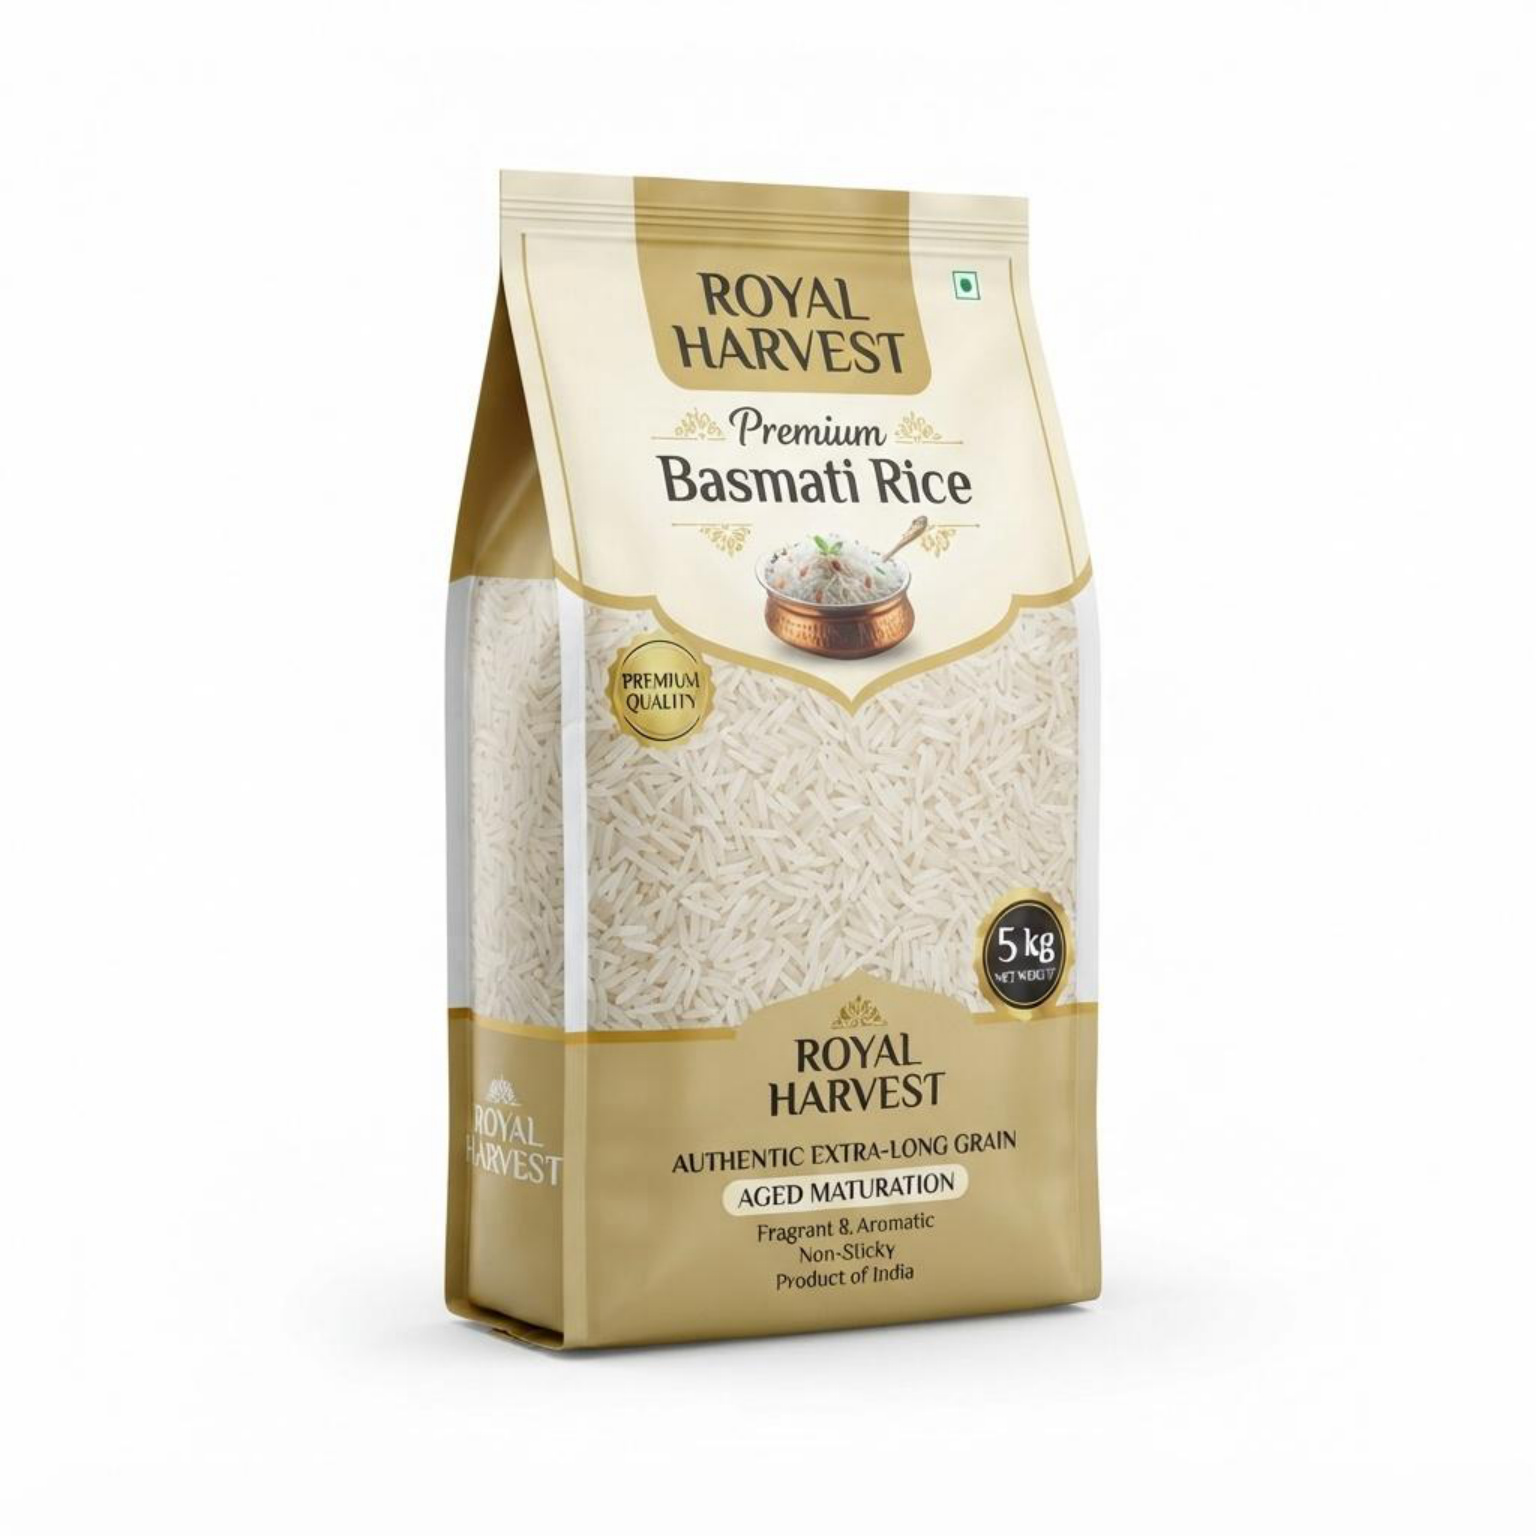 ROYAL
HARVEST
Premium
Basmati Rice
PREMIUM
QUALITY
5 kg
ROYAL
HARVEST
AUTHENTIC EXTRA-LONG GRAIN
AGED MATURATION
Fragrant & Aromatic
Non-Sticky
Product of India
ROYAL
HARVEST